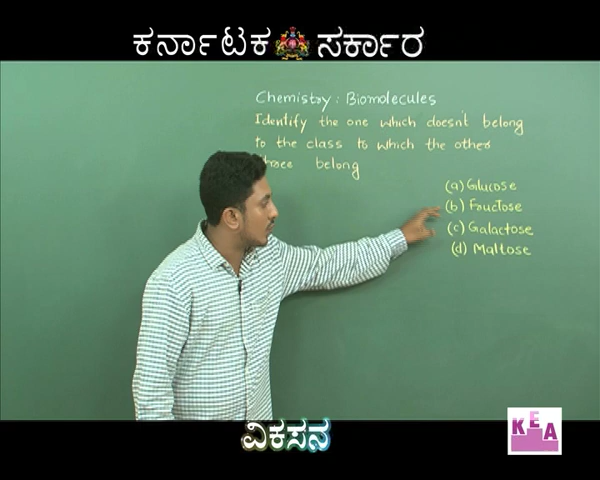 ಕರ್ನಾಟಕ ಸರ್ಕಾರ
Chemistry : Biomolecules
Identify the one which doesn't belong
to the class to which the other
three belong
(a) Glucose
(b) Fructose
(c) Galactose
(d) Maltose
ವಿಕಸನ
KEA